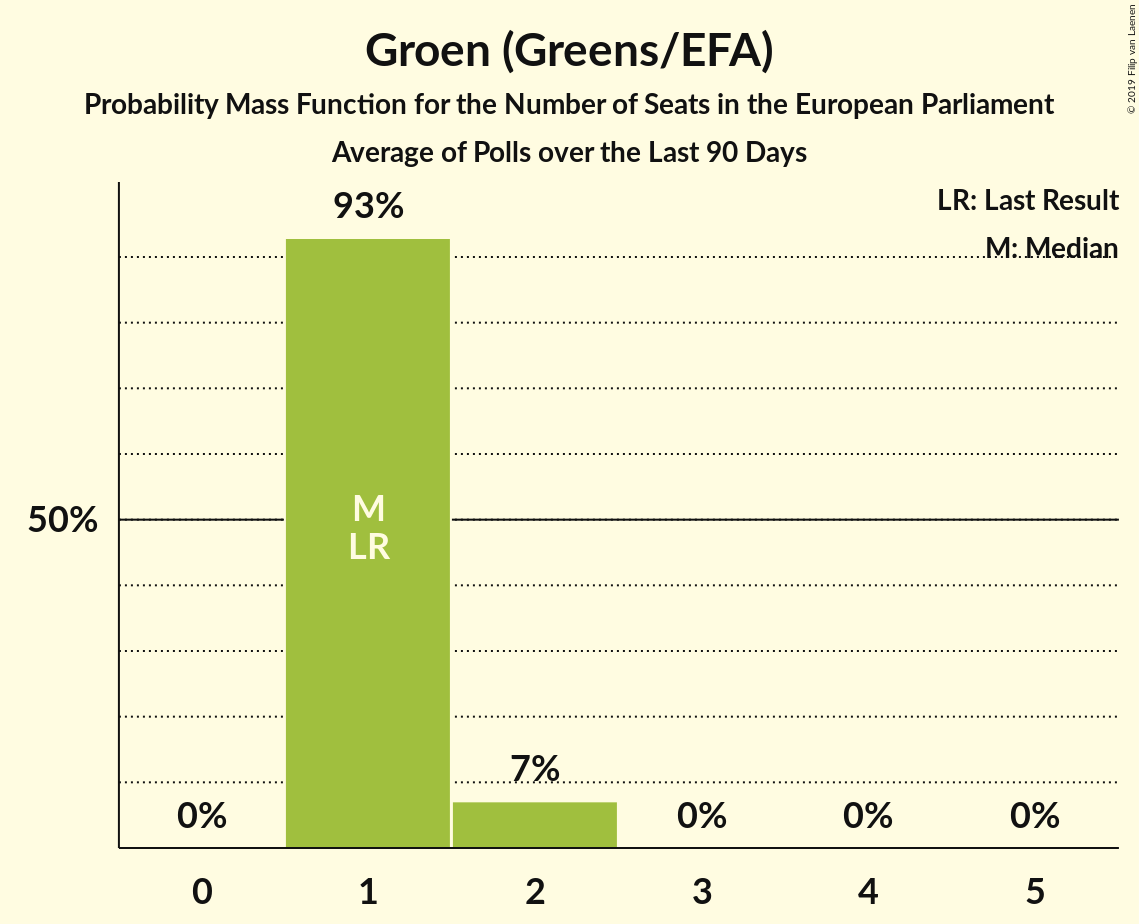 Groen (Greens/EFA)
Probability Mass Function for the Number of Seats in the European Parliament
Average of Polls over the Last 90 Days
© 2019 Filip van Laenen
LR: Last Result
M: Median
93%
50%
M
LR
7%
0%
0%
0%
0%
0
1
2
3
4
5